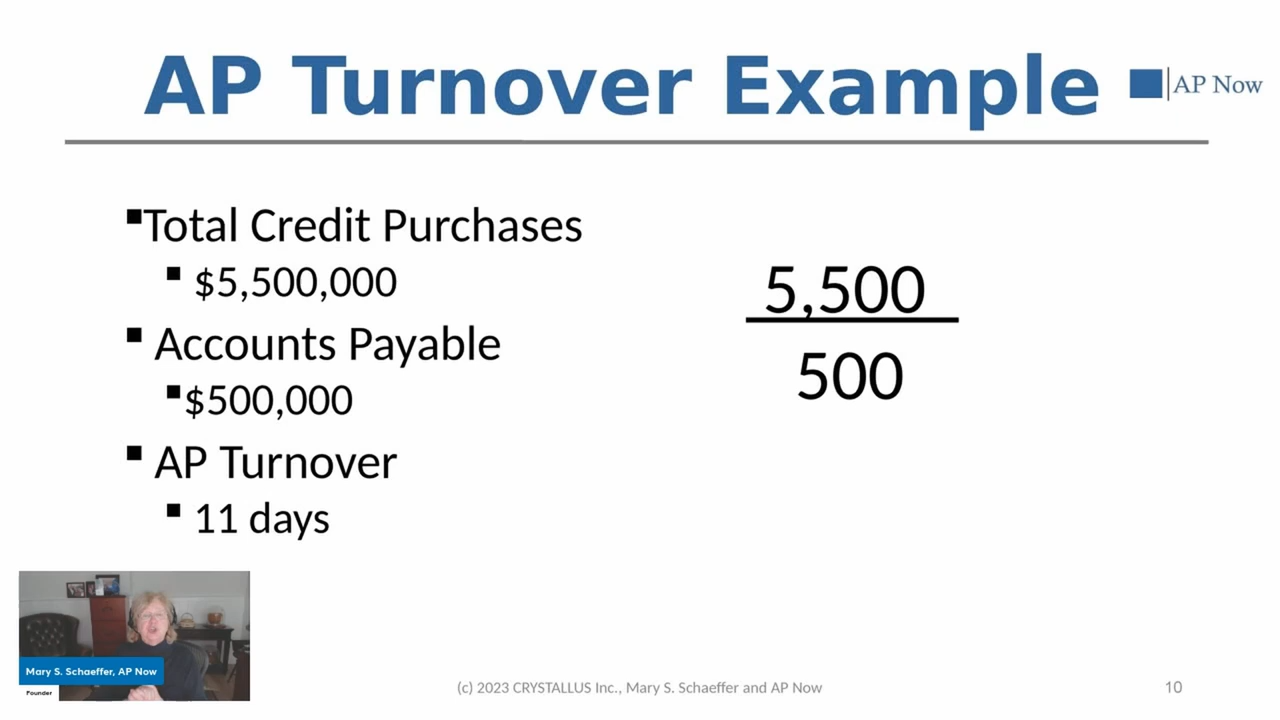 AP Turnover Example
AP Now
Total Credit Purchases
$5,500,000
Accounts Payable
$500,000
AP Turnover
11 days
5,500
500
Mary S. Schaeffer, AP Now
Founder
(c) 2023 CRYSTALLUS Inc., Mary S. Schaeffer and AP Now
10